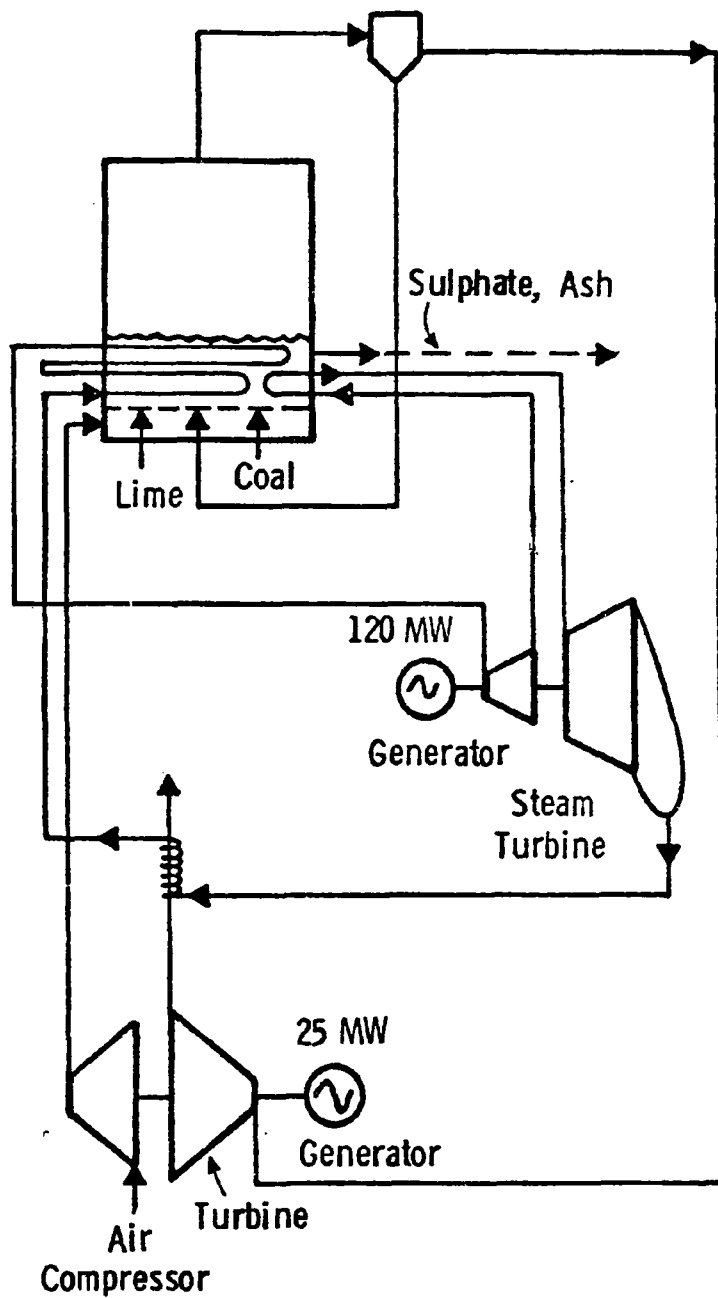 Sulphate, Ash
Lime
Coal
120 MW
Generator
Steam
Turbine
25 MW
Generator
Turbine
Air
Compressor